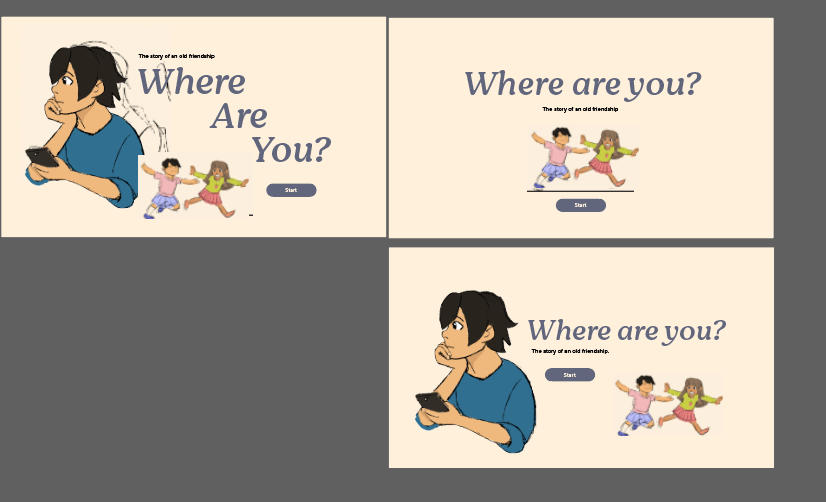 The story of an old friendship
Where
Are
You?
Start
Where are you?
The story of an old friendship
Start
Where are you?
The story of an old friendship.
Start